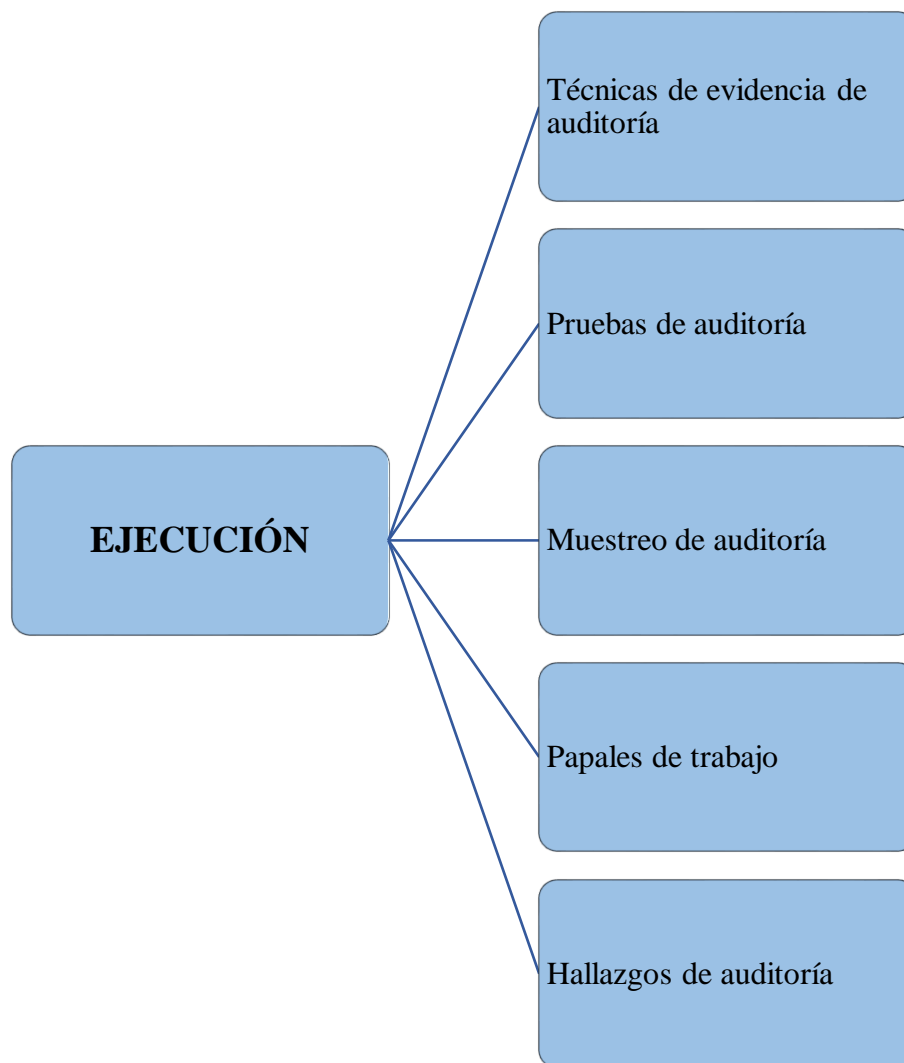 Técnicas de evidencia de
auditoría
Pruebas de auditoría
EJECUCIÓN
Muestreo de auditoría
Papales de trabajo
Hallazgos de auditoría